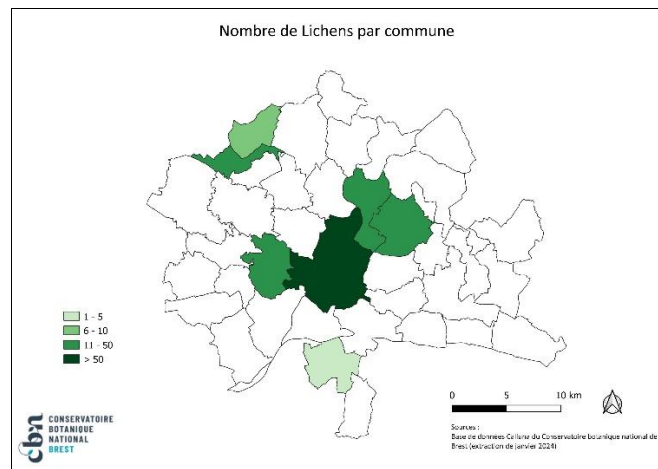 Nombre de Lichens par commune
1 - 5
6 - 10
11 - 50
> 50
0 5 10 km
cbn
CONSERVATOIRE
BOTANIQUE
NATIONAL
BREST
Sources :
Base de données Calluna du Conservatoire botanique national de
Brest (extraction de janvier 2024)